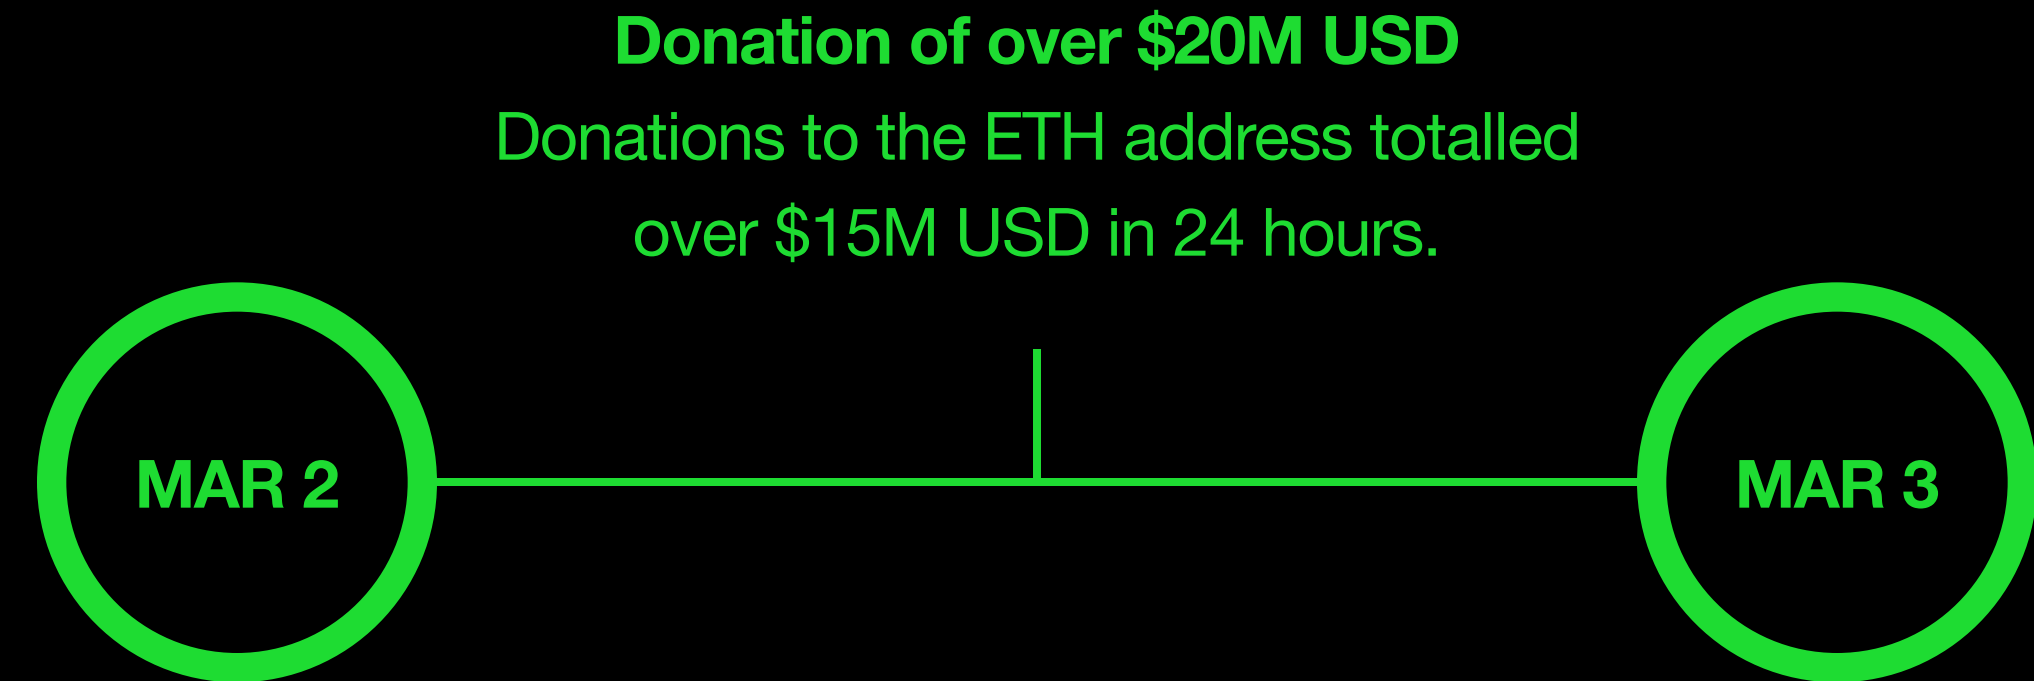 Donation of over $20M USD
Donations to the ETH address totalled
over $15M USD in 24 hours.
MAR 2
MAR 3